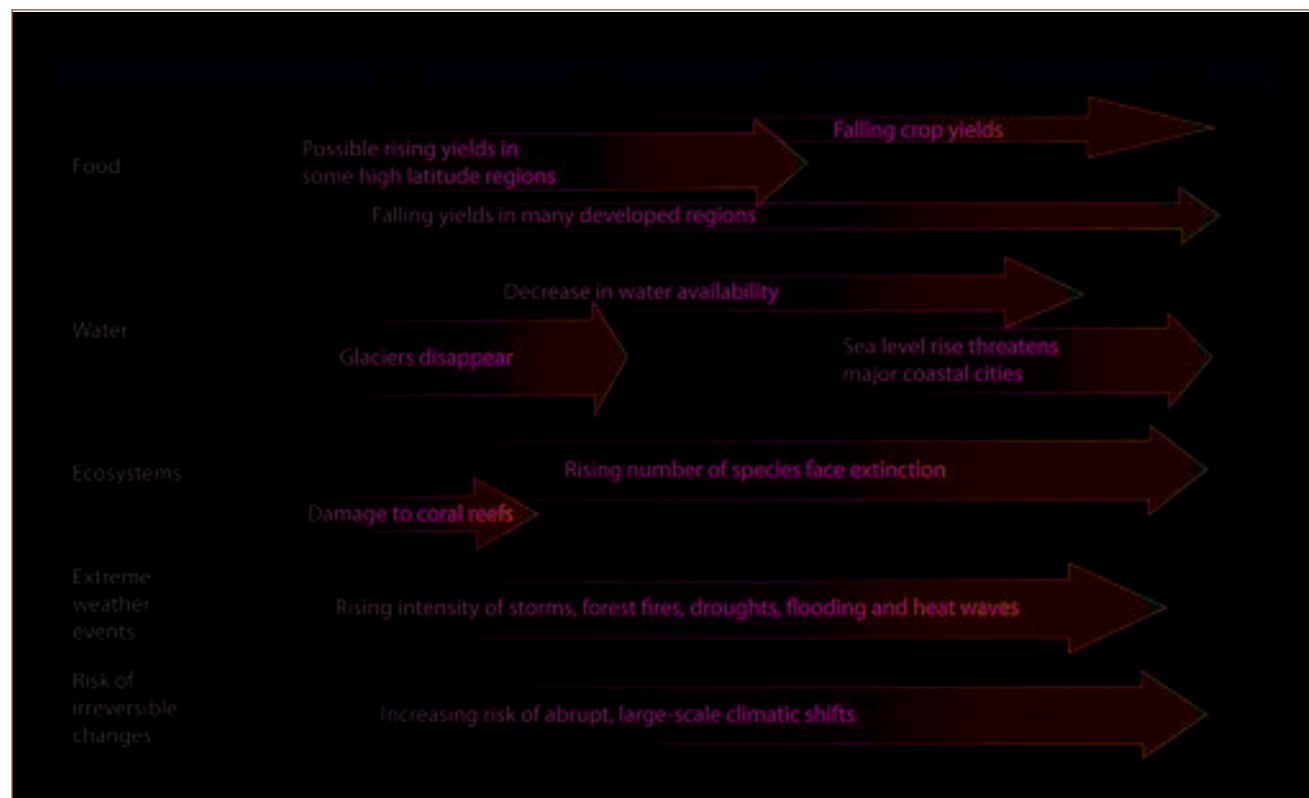 Falling crop yields
Food
Possible rising yields in
some high latitude regions
Falling yields in many developed regions
Water
Decrease in water availability
Glaciers disappear
Sea level rise threatens
major coastal cities
Ecosystems
Rising number of species face extinction
Damage to coral reefs
Extreme
weather
events
Rising intensity of storms, forest fires, droughts, flooding and heat waves
Risk of
irreversible
changes
Increasing risk of abrupt, large-scale climatic shifts